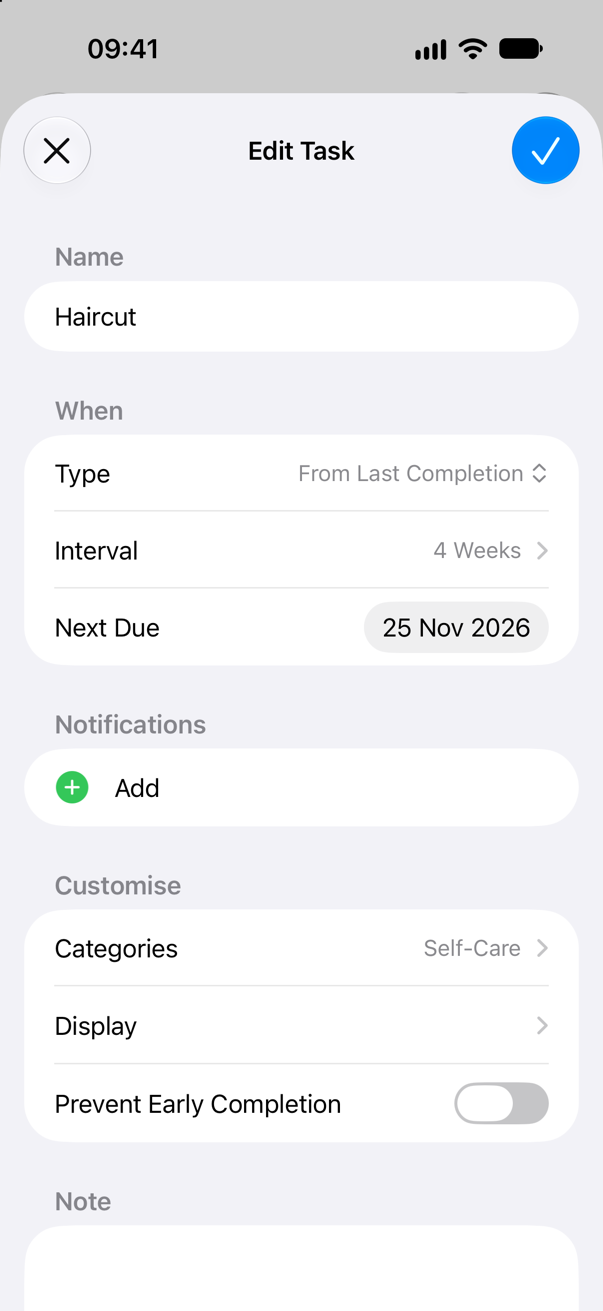 09:41
Edit Task
Name
Haircut
When
Type From Last Completion
Interval 4 Weeks
Next Due 25 Nov 2026
Notifications
Add
Customise
Categories Self-Care
Display
Prevent Early Completion
Note